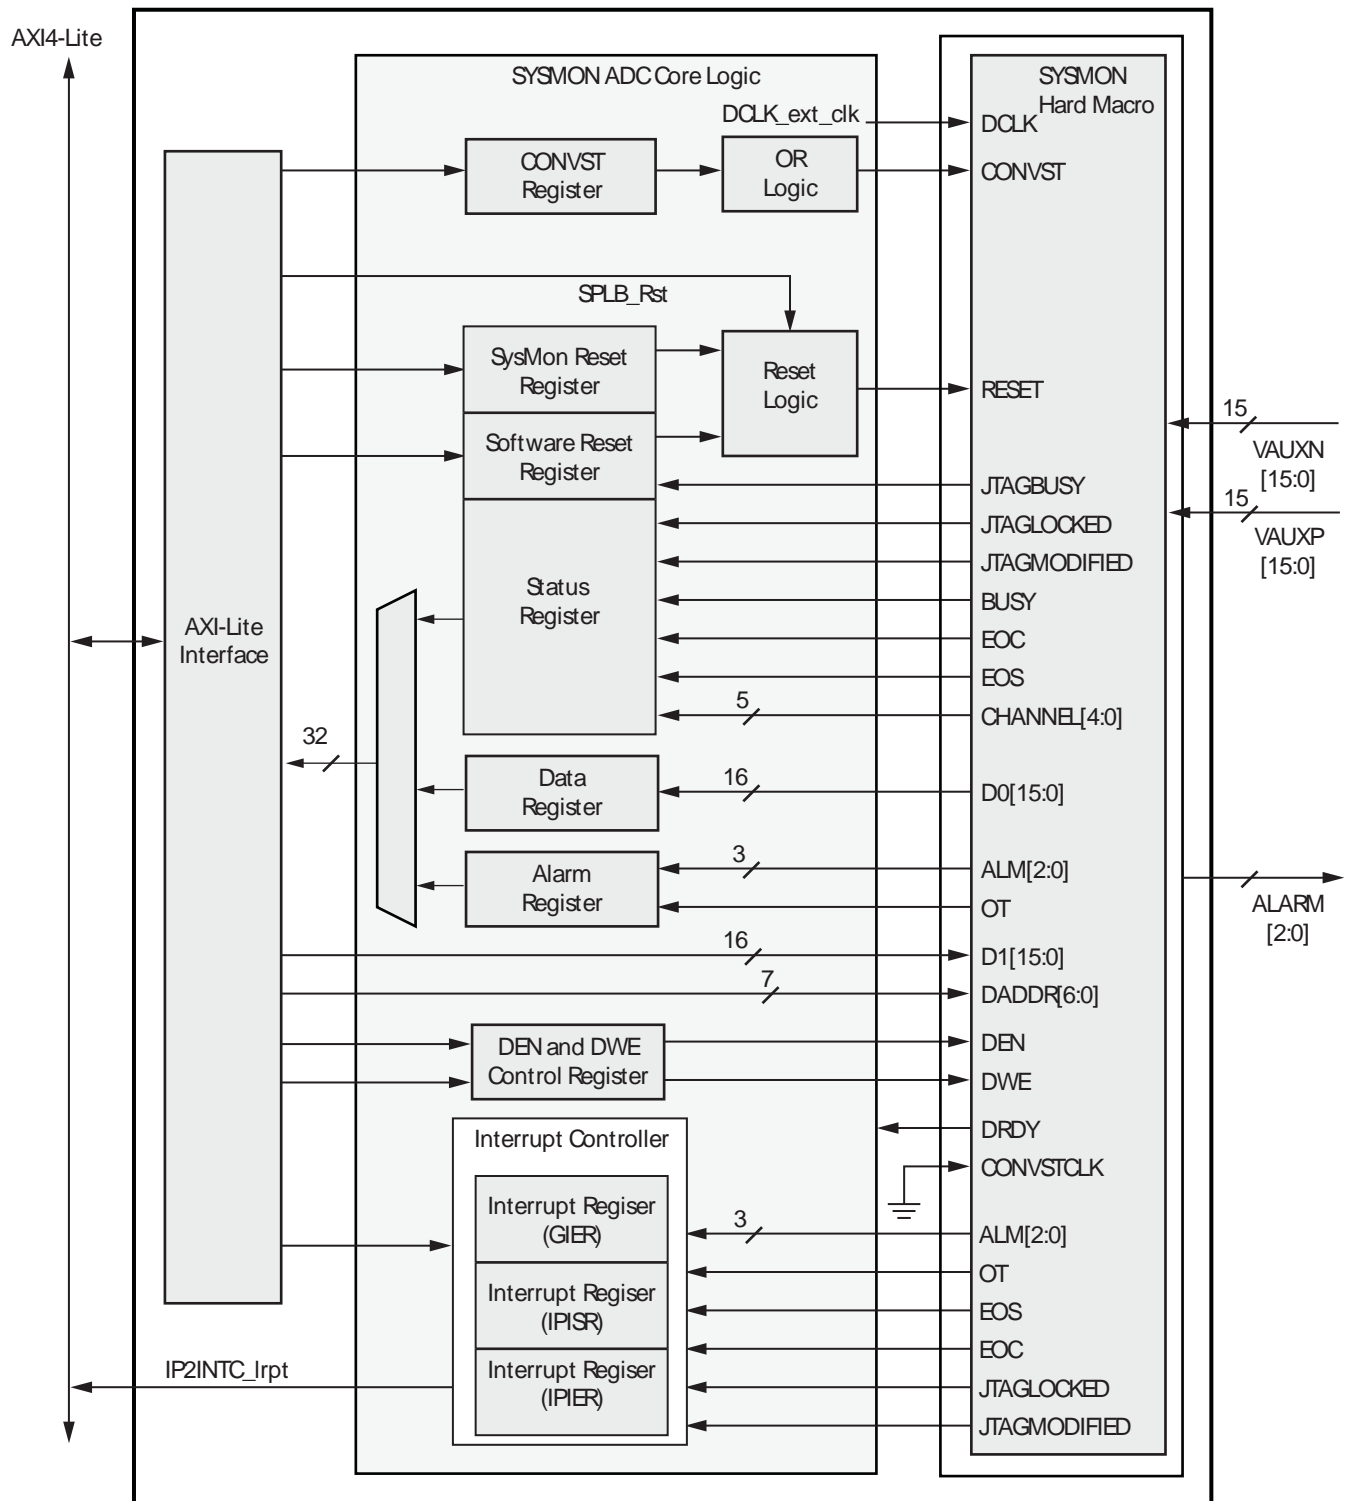 AXI4-Lite
SYSMON ADC Core Logic
SYSMON
Hard Macro
DCLK_ext_clk
DCLK
CONVST
Register
OR
Logic
CONVST
SPLB_Rst
SysMon Reset
Register
Reset
Logic
RESET
Software Reset
Register
15
VAUXN
[15:0]
15
VAUXP
[15:0]
JTAGBUSY
JTAGLOCKED
JTAGMODIFIED
Status
Register
BUSY
EOC
EOS
5
CHANNEL[4:0]
AXI-Lite
Interface
32
Data
Register
16
D0[15:0]
Alarm
Register
3
ALM[2:0]
OT
ALARM
[2:0]
16
D1[15:0]
7
DADDR[6:0]
DEN and DWE
Control Register
DEN
DWE
DRDY
CONVSTCLK
Interrupt Controller
Interrupt Regiser
(GIER)
3
ALM[2:0]
OT
Interrupt Regiser
(IPISR)
EOS
EOC
Interrupt Regiser
(IPIER)
JTAGLOCKED
JTAGMODIFIED
IP2INTC_Irpt